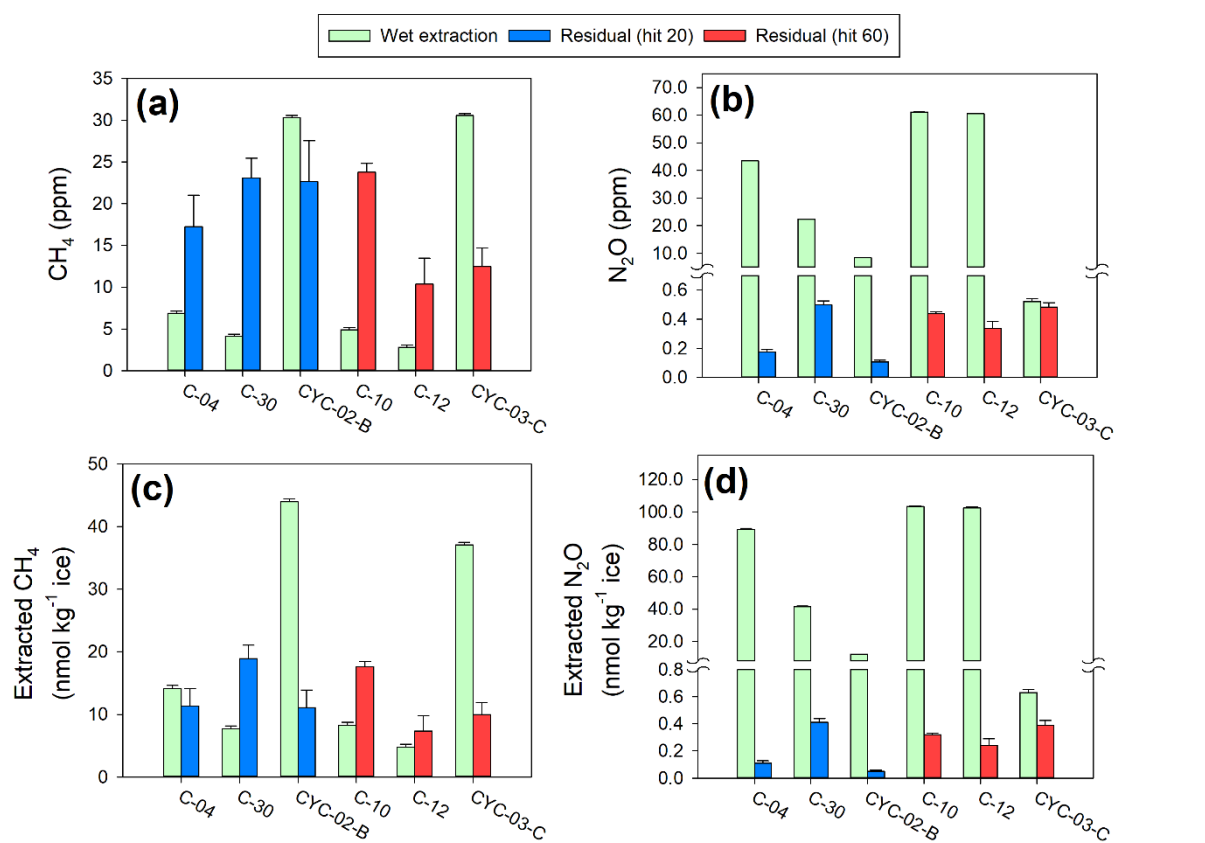 Wet extraction Residual (hit 20) Residual (hit 60)
(a)
CH₄ (ppm)
35
30
25
20
15
10
5
0
C-04 C-30 CYC-02-B C-10 C-12 CYC-03-C
(b)
N₂O (ppm)
70.0
60.0
50.0
40.0
30.0
20.0
10.0
0.6
0.4
0.2
0.0
C-04 C-30 CYC-02-B C-10 C-12 CYC-03-C
(c)
Extracted CH₄
(nmol kg⁻¹ ice)
50
40
30
20
10
0
C-04 C-30 CYC-02-B C-10 C-12 CYC-03-C
(d)
Extracted N₂O
(nmol kg⁻¹ ice)
120.0
100.0
80.0
60.0
40.0
20.0
0.8
0.6
0.4
0.2
0.0
C-04 C-30 CYC-02-B C-10 C-12 CYC-03-C